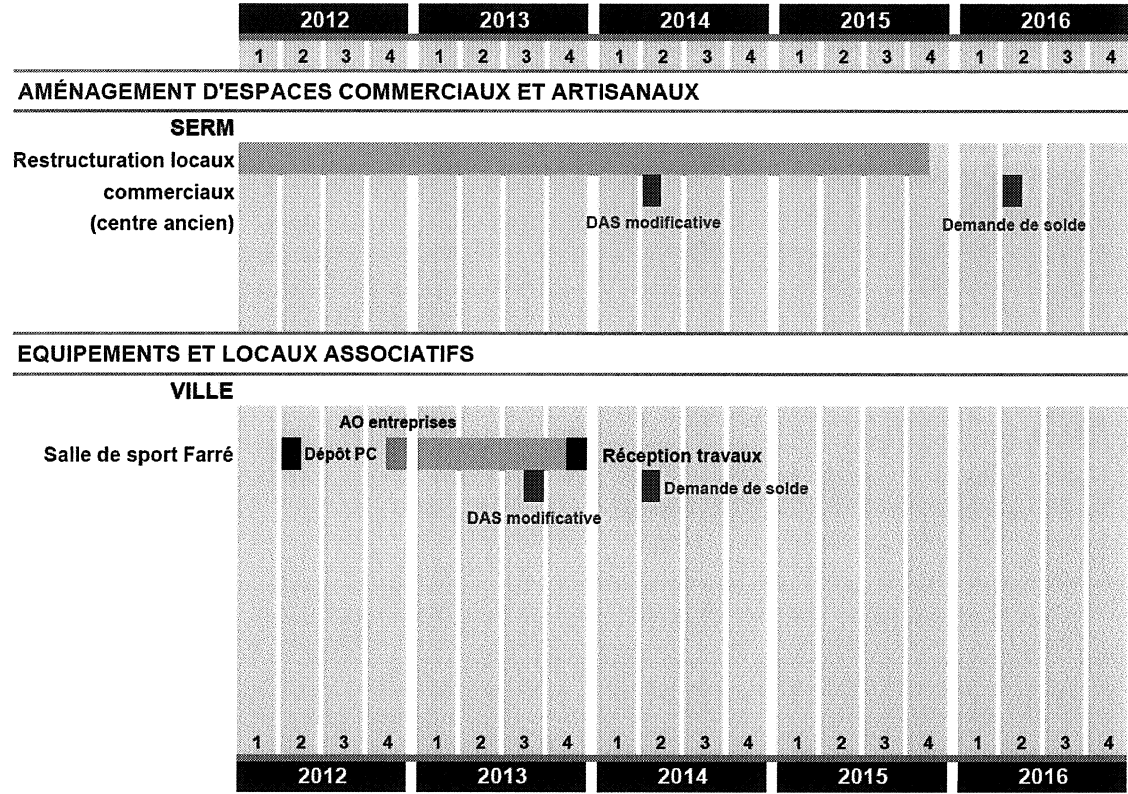 2012 2013 2014 2015 2016
1 2 3 4 1 2 3 4 1 2 3 4 1 2 3 4 1 2 3 4
AMÉNAGEMENT D'ESPACES COMMERCIAUX ET ARTISANAUX
SERM
Restructuration locaux
commerciaux
(centre ancien)
DAS modificative
Demande de solde
EQUIPEMENTS ET LOCAUX ASSOCIATIFS
VILLE
AO entreprises
Salle de sport Farré
Dépôt PC
Réception travaux
Demande de solde
DAS modificative
1 2 3 4 1 2 3 4 1 2 3 4 1 2 3 4 1 2 3 4
2012 2013 2014 2015 2016